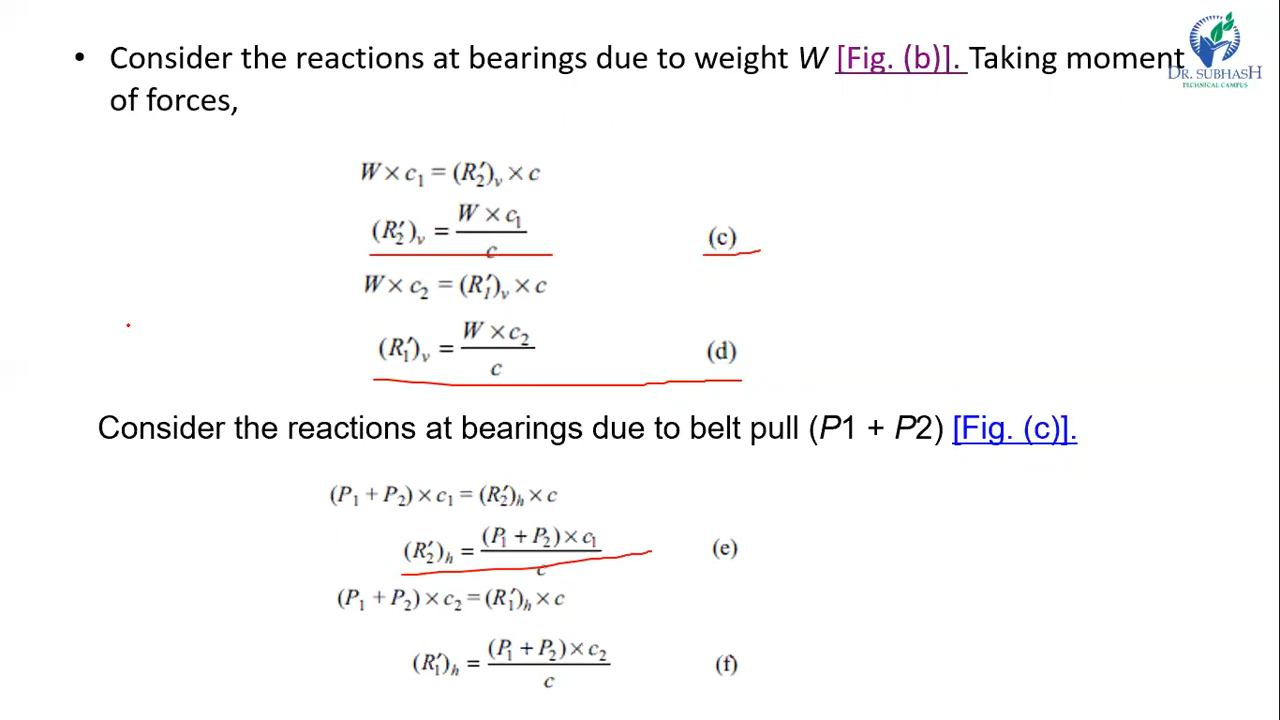 • Consider the reactions at bearings due to weight W [Fig. (b)]. Taking moment
of forces,
DR. SUBHASH
TECHNICAL CAMPUS
W × c₁ = (R′₂)ᵥ × c
(R′₂)ᵥ = (W × c₁)/c (c)
W × c₂ = (R′₁)ᵥ × c
(R′₁)ᵥ = (W × c₂)/c (d)
Consider the reactions at bearings due to belt pull (P1 + P2) [Fig. (c)].
(P₁ + P₂) × c₁ = (R′₂)ₕ × c
(R′₂)ₕ = ((P₁ + P₂) × c₁)/c (e)
(P₁ + P₂) × c₂ = (R′₁)ₕ × c
(R′₁)ₕ = ((P₁ + P₂) × c₂)/c (f)